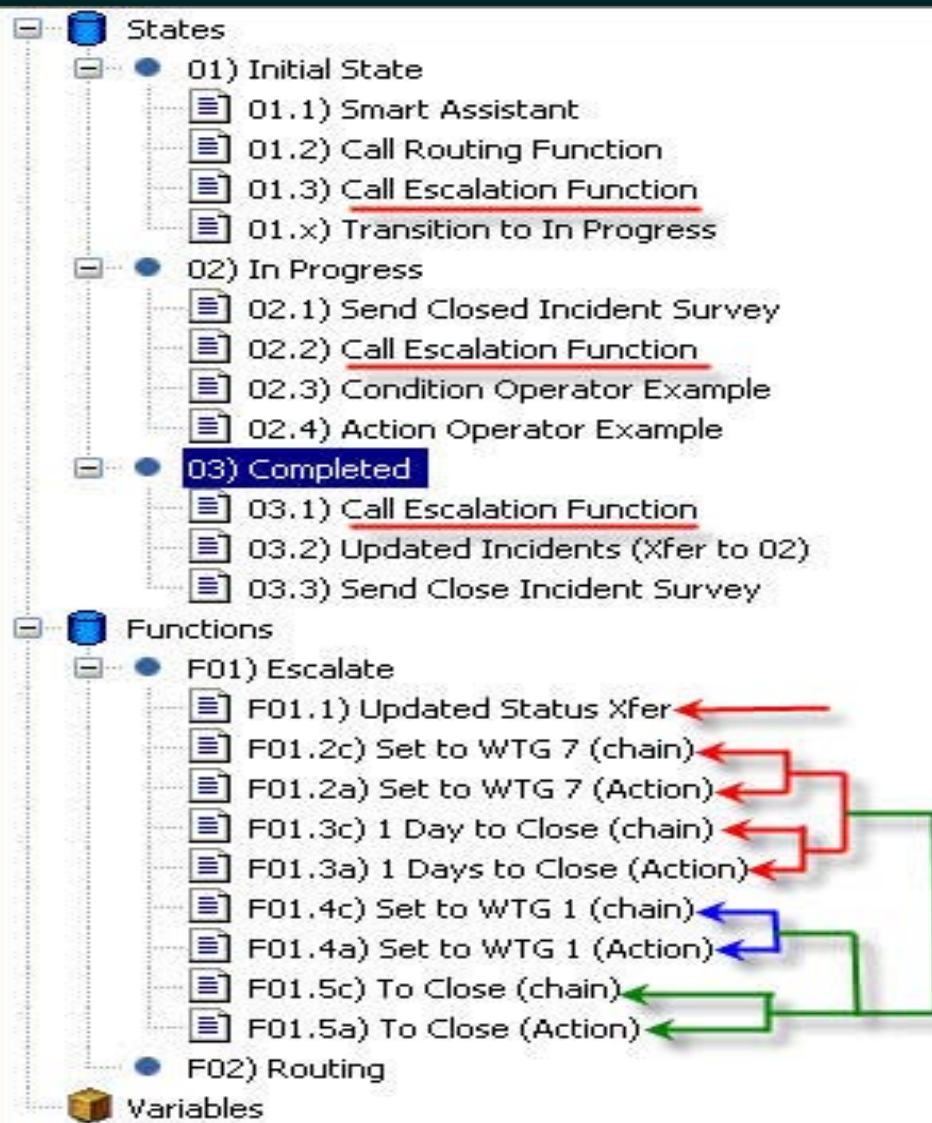 States
01) Initial State
01.1) Smart Assistant
01.2) Call Routing Function
01.3) Call Escalation Function
01.x) Transition to In Progress
02) In Progress
02.1) Send Closed Incident Survey
02.2) Call Escalation Function
02.3) Condition Operator Example
02.4) Action Operator Example
03) Completed
03.1) Call Escalation Function
03.2) Updated Incidents (Xfer to 02)
03.3) Send Close Incident Survey
Functions
F01) Escalate
F01.1) Updated Status Xfer
F01.2c) Set to WTG 7 (chain)
F01.2a) Set to WTG 7 (Action)
F01.3c) 1 Day to Close (chain)
F01.3a) 1 Days to Close (Action)
F01.4c) Set to WTG 1 (chain)
F01.4a) Set to WTG 1 (Action)
F01.5c) To Close (chain)
F01.5a) To Close (Action)
F02) Routing
Variables